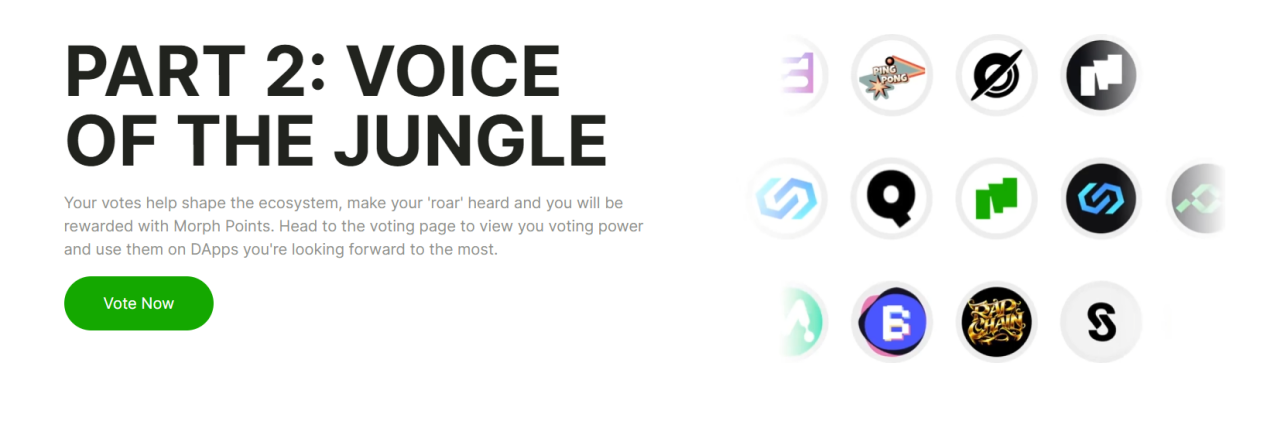 PART 2: VOICE
OF THE JUNGLE
Your votes help shape the ecosystem, make your 'roar' heard and you will be
rewarded with Morph Points. Head to the voting page to view you voting power
and use them on DApps you're looking forward to the most.
Vote Now
PING
PONG
RAP
CHAIN